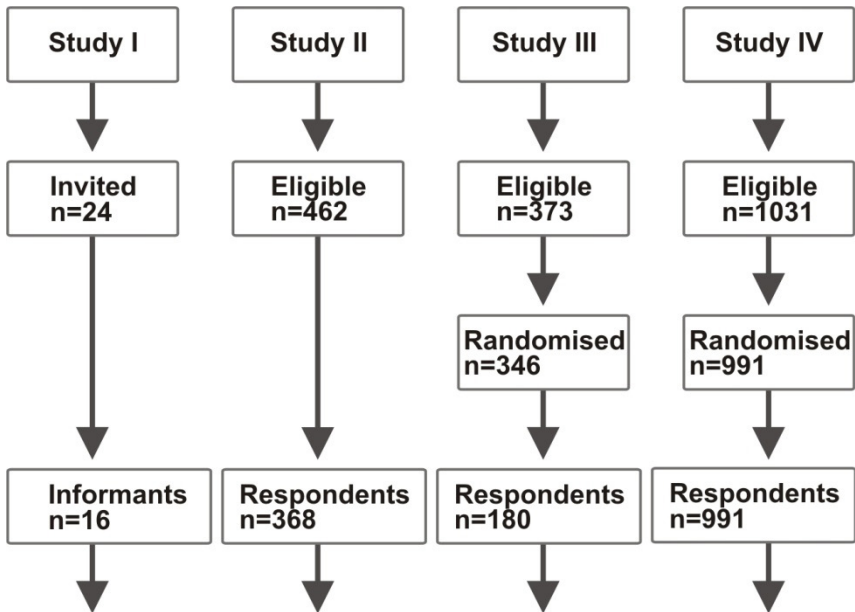 Study I
Study II
Study III
Study IV
Invited
n=24
Eligible
n=462
Eligible
n=373
Eligible
n=1031
Randomised
n=346
Randomised
n=991
Informants
n=16
Respondents
n=368
Respondents
n=180
Respondents
n=991